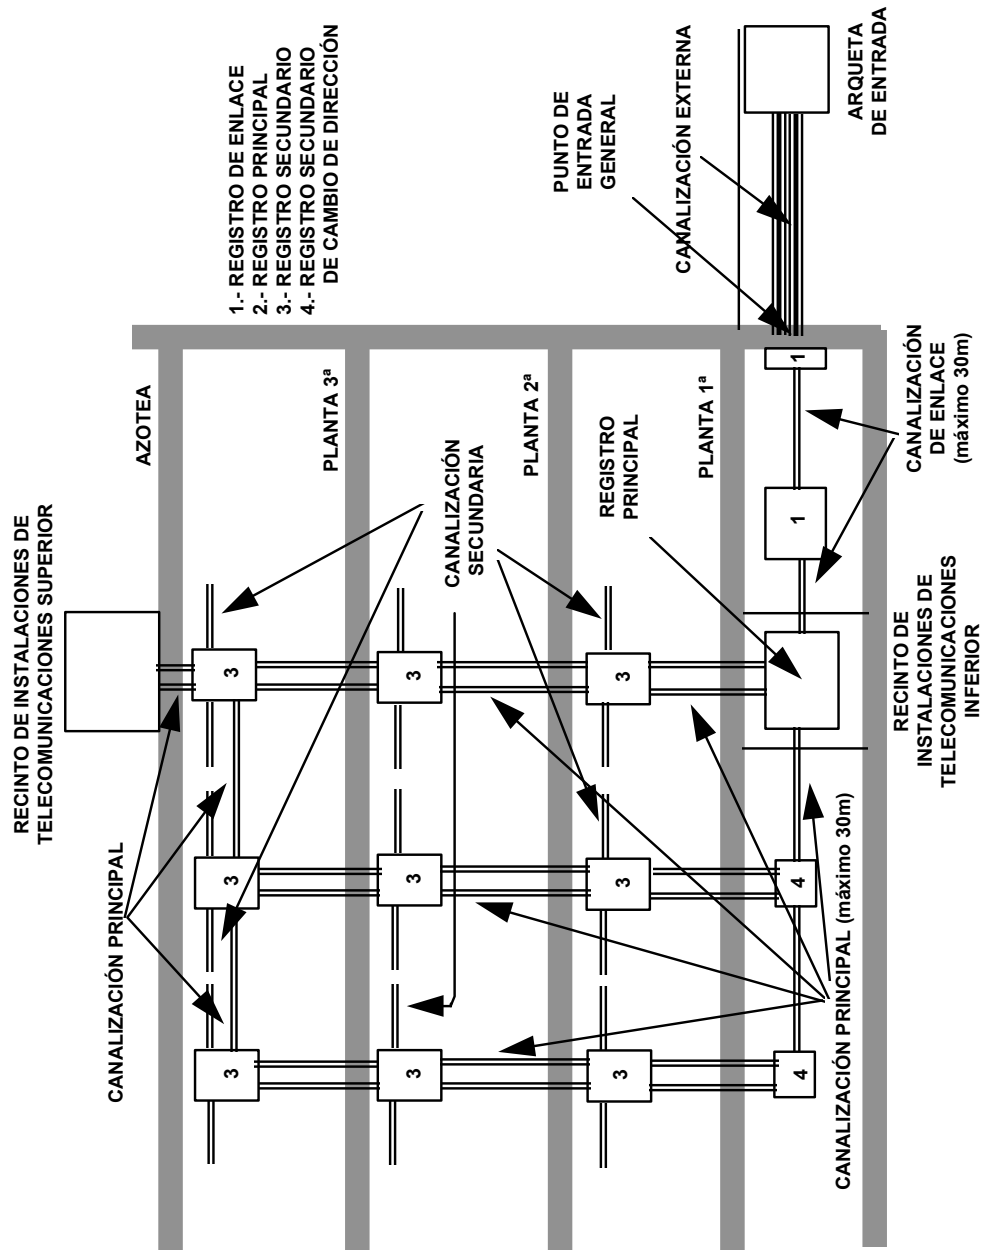 RECINTO DE INSTALACIONES DE
TELECOMUNICACIONES SUPERIOR
1.- REGISTRO DE ENLACE
2.- REGISTRO PRINCIPAL
3.- REGISTRO SECUNDARIO
4.- REGISTRO SECUNDARIO
DE CAMBIO DE DIRECCIÓN
AZOTEA
CANALIZACIÓN PRINCIPAL
3
3
3
PLANTA 3ª
CANALIZACIÓN
SECUNDARIA
3
3
3
PLANTA 2ª
PUNTO DE
ENTRADA
GENERAL
REGISTRO
PRINCIPAL
3
3
3
CANALIZACIÓN EXTERNA
PLANTA 1ª
4
4
1
1
ARQUETA
DE ENTRADA
CANALIZACIÓN PRINCIPAL (máximo 30m)
RECINTO DE
INSTALACIONES DE
TELECOMUNICACIONES
INFERIOR
CANALIZACIÓN
DE ENLACE
(máximo 30m)